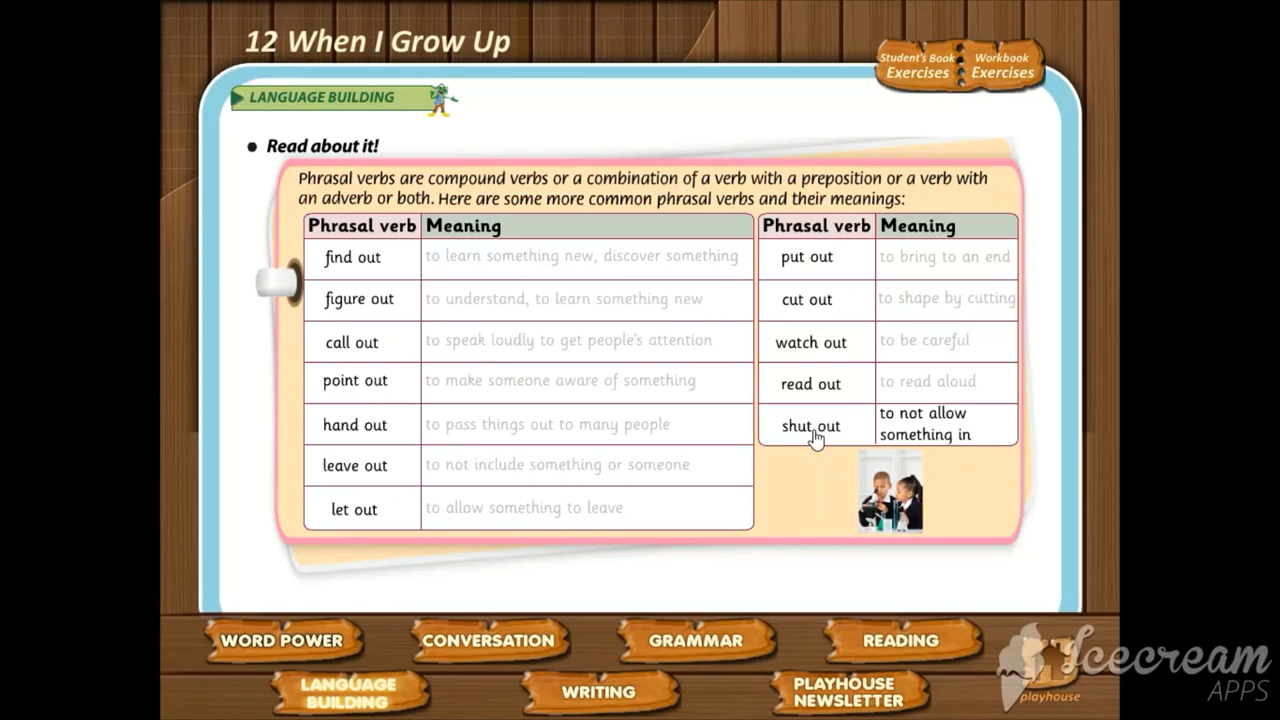 12 When I Grow Up
Student's Book
Exercises
Workbook
Exercises
LANGUAGE BUILDING
• Read about it!
Phrasal verbs are compound verbs or a combination of a verb with a preposition or a verb with
an adverb or both. Here are some more common phrasal verbs and their meanings:
Phrasal verb Meaning
find out to learn something new, discover something
figure out to understand, to learn something new
call out to speak loudly to get people's attention
point out to make someone aware of something
hand out to pass things out to many people
leave out to not include something or someone
let out to allow something to leave
Phrasal verb Meaning
put out to bring to an end
cut out to shape by cutting
watch out to be careful
read out to read aloud
shut out to not allow
something in
WORD POWER
CONVERSATION
GRAMMAR
READING
LANGUAGE
BUILDING
WRITING
PLAYHOUSE
NEWSLETTER
playhouse
Icecream
APPS